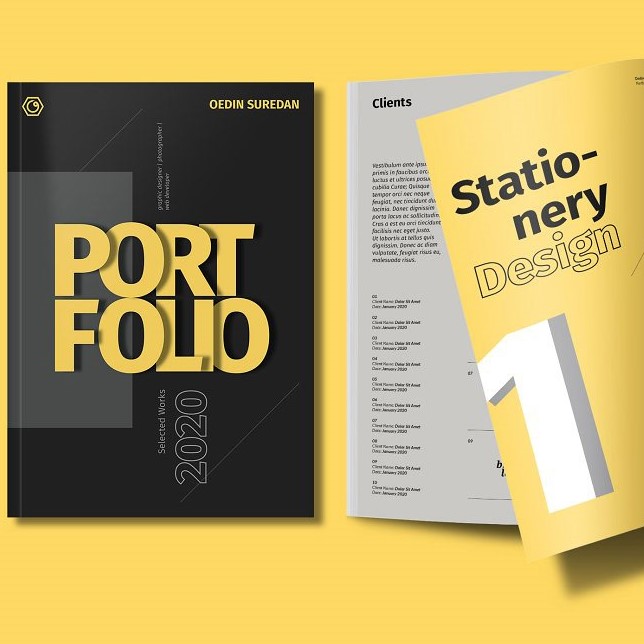 OEDIN SUREDAN
graphic designer | photographer |
web developer
PORT
FOLIO
Selected Works
2020
Clients
Vestibulum ante ipsu
primis in faucibus orci
luctus et ultrices posue
cubilia Curae; Quisque
tempor orci nec neque
feugiat, nec tincidunt du
lacinia. Donec dignissim
porta lacus ac sollicitudin.
Cras a est eu orci tincidunt
facilisis nec eget justo.
Ut lobortis at tellus quis
dignissim. Donec ac diam
vulputate, feugiat risus eu,
malesuada risus.
01
Client Name: Dolor Sit Amet
Date: January 2020
02
Client Name: Dolor Sit Amet
Date: January 2020
03
Client Name: Dolor Sit Amet
Date: January 2020
04
Client Name: Dolor Sit Amet
Date: January 2020
05
Client Name: Dolor Sit Amet
Date: January 2020
06
Client Name: Dolor Sit Amet
Date: January 2020
07
Client Name: Dolor Sit Amet
Date: January 2020
08
Client Name: Dolor Sit Amet
Date: January 2020
09
Client Name: Dolor Sit Amet
Date: January 2020
10
Client Name: Dolor Sit Amet
Date: January 2020
07
09
Statio-
nery
Design
1